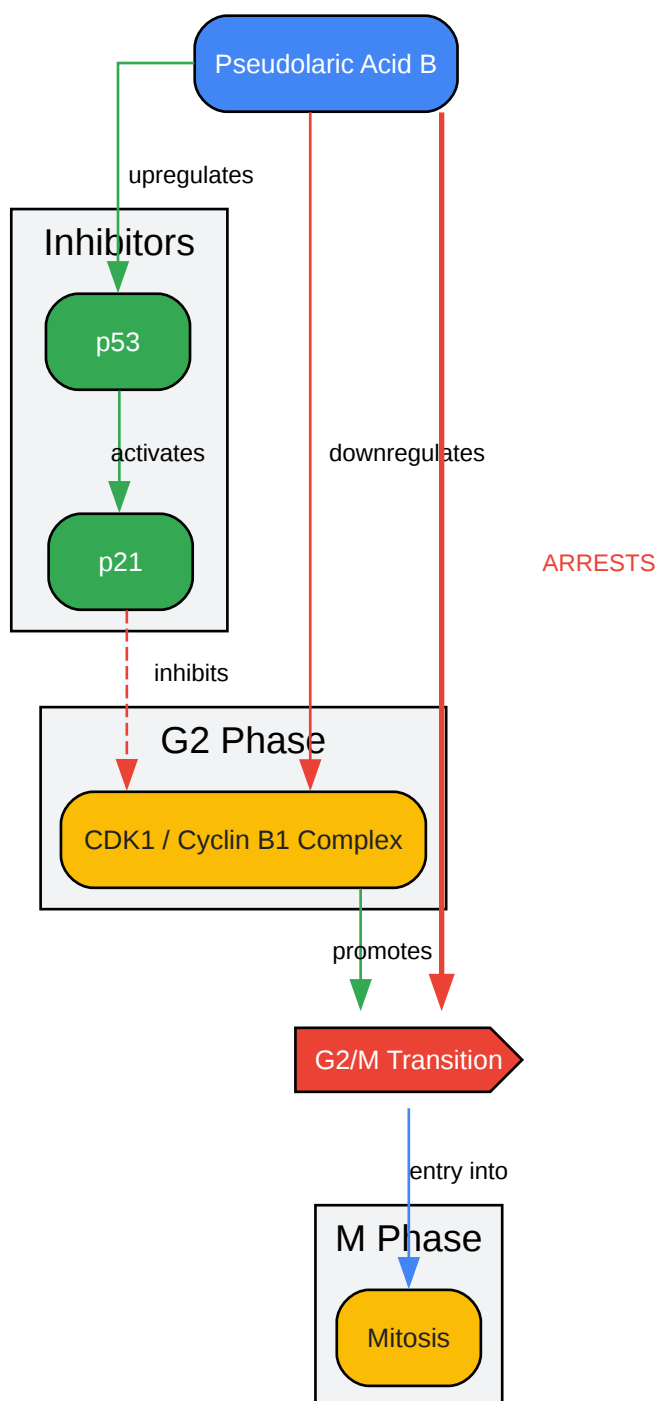 Pseudolaric Acid B
upregulates
Inhibitors
p53
activates
downregulates
p21
ARRESTS
inhibits
G2 Phase
CDK1 / Cyclin B1 Complex
promotes
G2/M Transition
entry into
M Phase
Mitosis